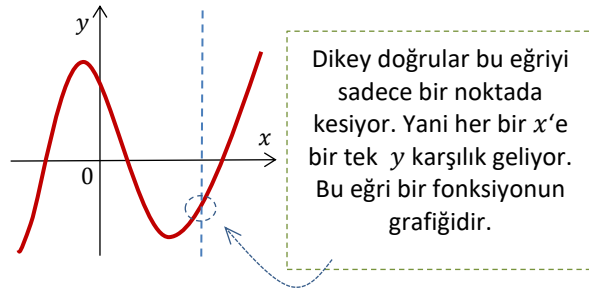 y
x
0
Dikey doğrular bu eğriyi
sadece bir noktada
kesiyor. Yani her bir x‘e
bir tek y karşılık geliyor.
Bu eğri bir fonksiyonun
grafiğidir.